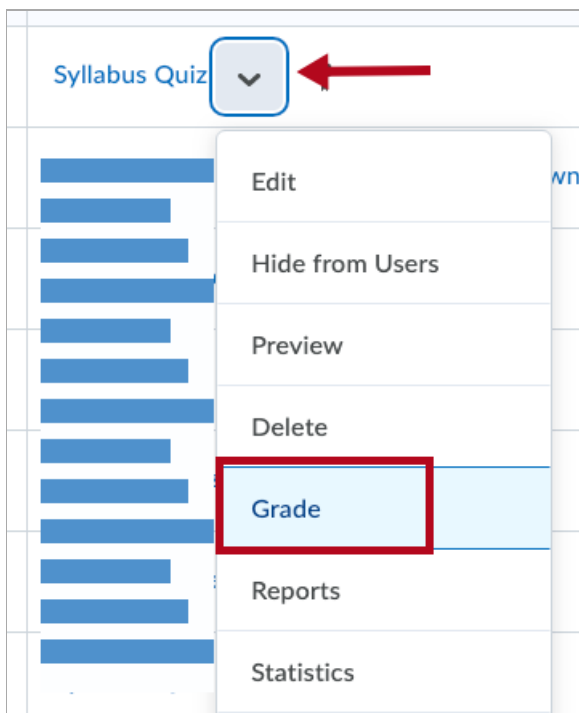 Syllabus Quiz
Edit
Hide from Users
Preview
Delete
Grade
Reports
Statistics